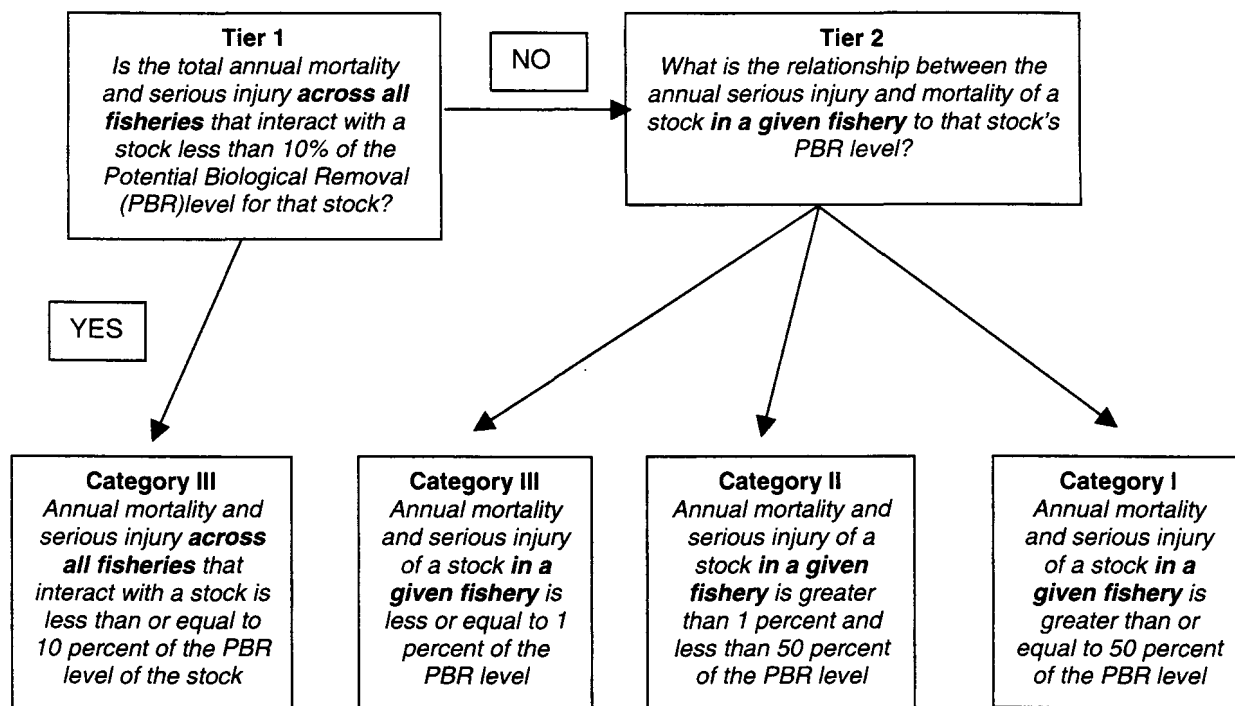 Tier 1
Is the total annual mortality
and serious injury across all
fisheries that interact with a
stock less than 10% of the
Potential Biological Removal
(PBR)level for that stock?
NO
Tier 2
What is the relationship between the
annual serious injury and mortality of a
stock in a given fishery to that stock's
PBR level?
YES
Category III
Annual mortality and
serious injury across
all fisheries that
interact with a stock is
less than or equal to
10 percent of the PBR
level of the stock
Category III
Annual mortality
and serious injury
of a stock in a
given fishery is
less or equal to 1
percent of the
PBR level
Category II
Annual mortality and
serious injury of a
stock in a given
fishery is greater
than 1 percent and
less than 50 percent
of the PBR level
Category I
Annual mortality
and serious injury
of a stock in a
given fishery is
greater than or
equal to 50 percent
of the PBR level